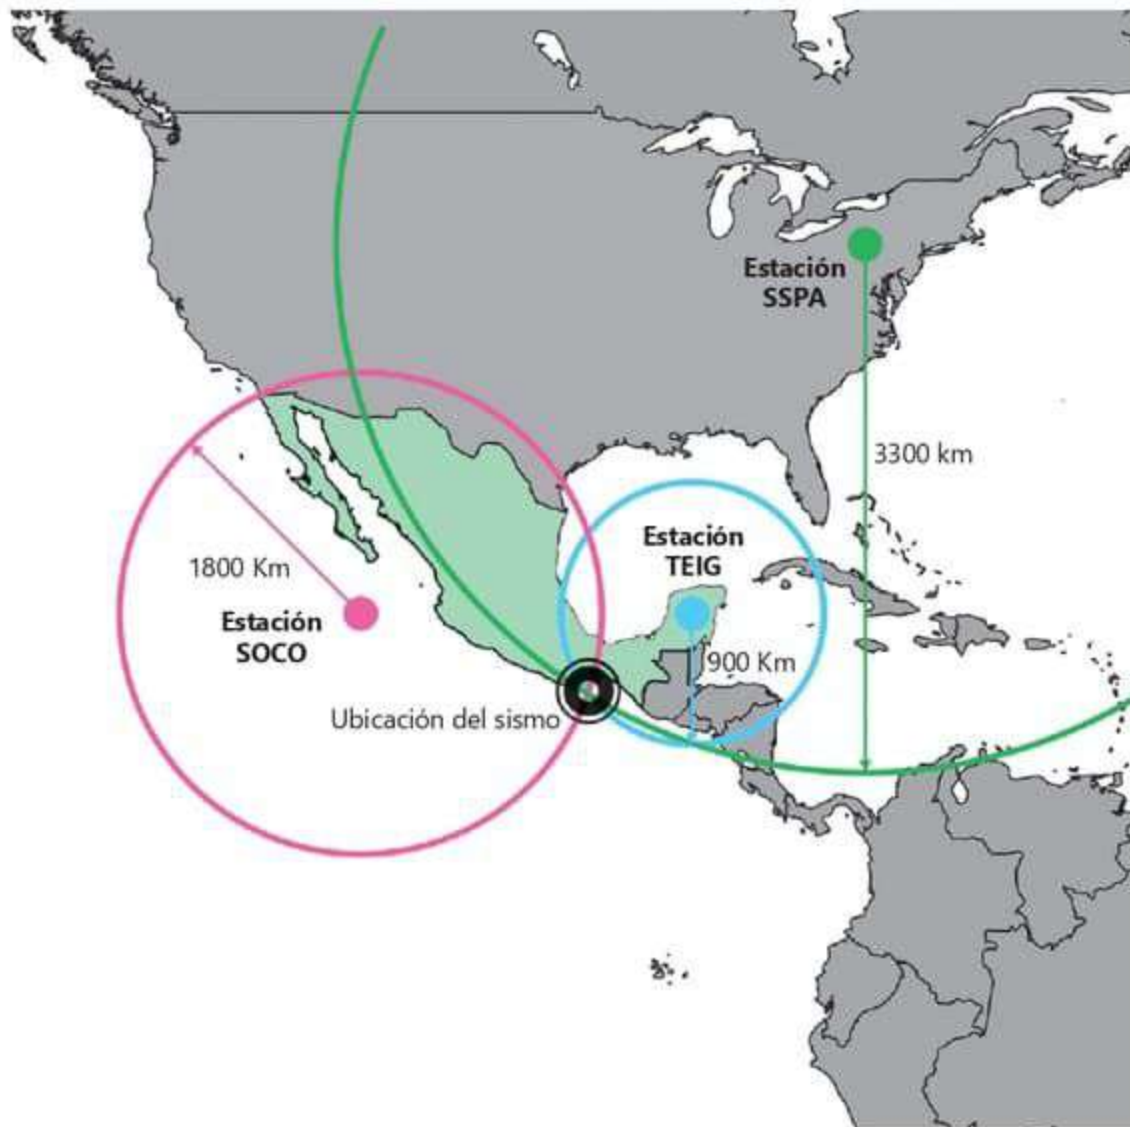 Estación
SSPA
3300 km
Estación
TEIG
1800 Km
Estación
SOCO
900 Km
Ubicación del sismo